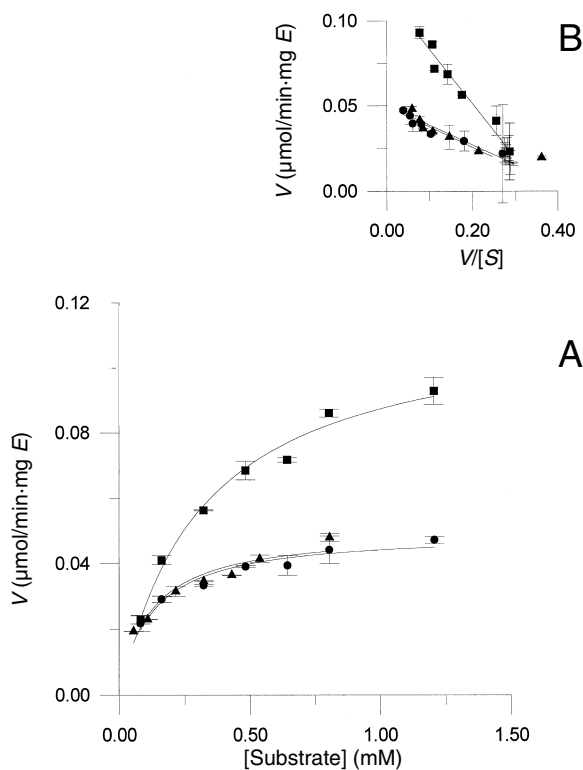 B
0.10
0.05
0.00
V (µmol/min·mg E)
0.00 0.20 0.40
V/[S]
A
0.12
0.08
0.04
0.00
V (µmol/min·mg E)
0.00 0.50 1.00 1.50
[Substrate] (mM)